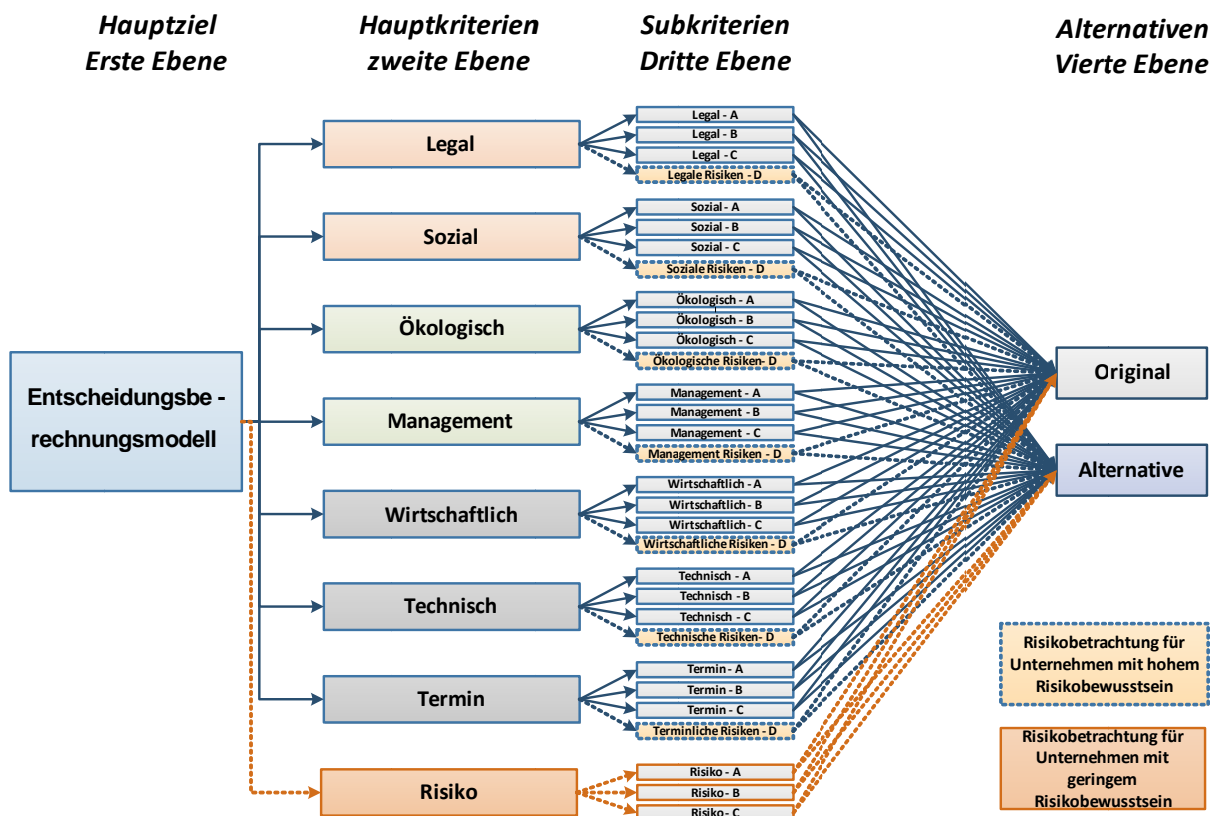 Hauptziel
Erste Ebene
Hauptkriterien
zweite Ebene
Subkriterien
Dritte Ebene
Alternativen
Vierte Ebene
Entscheidungsbe -
rechnungsmodell
Legal
Legal - A
Legal - B
Legal - C
Legale Risiken - D
Sozial
Sozial - A
Sozial - B
Sozial - C
Soziale Risiken - D
Ökologisch
Ökologisch - A
Ökologisch - B
Ökologisch - C
Ökologische Risiken- D
Management
Management - A
Management - B
Management - C
Management Risiken - D
Wirtschaftlich
Wirtschaftlich - A
Wirtschaftlich - B
Wirtschaftlich - C
Wirtschaftliche Risiken - D
Technisch
Technisch - A
Technisch - B
Technisch - C
Technische Risiken- D
Termin
Termin - A
Termin - B
Termin - C
Terminliche Risiken - D
Risiko
Risiko - A
Risiko - B
Risiko - C
Original
Alternative
Risikobetrachtung für
Unternehmen mit hohem
Risikobewusstsein
Risikobetrachtung für
Unternehmen mit
geringem
Risikobewusstsein